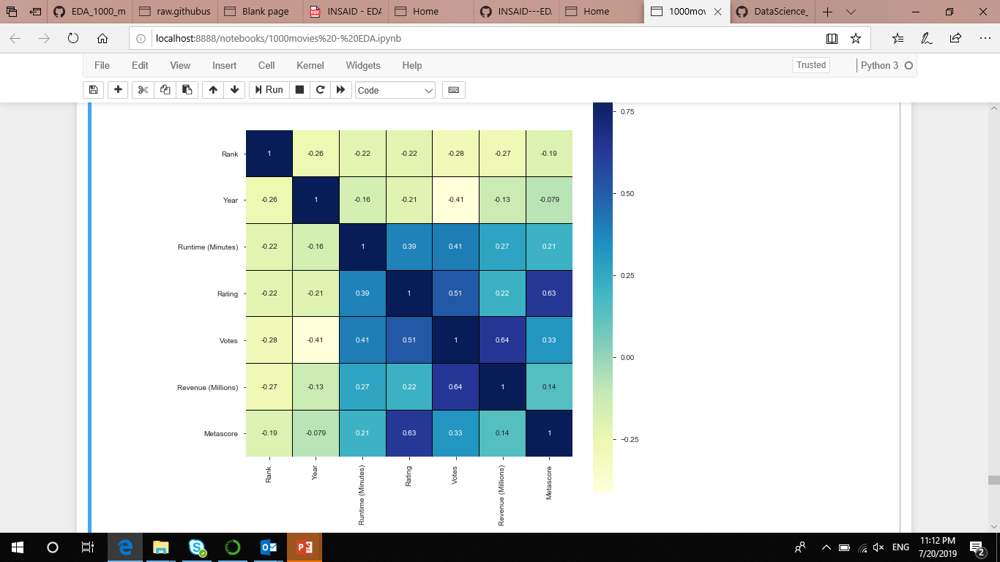 EDA_1000_m
raw.githubus
Blank page
INSAID - EDA
Home
INSAID---ED.
Home
1000mov
DataScience_
localhost:8888/notebooks/1000movies%20-%20EDA.ipynb
File Edit View Insert Cell Kernel Widgets Help Trusted Python 3
Run Code
0.75
Rank 1 -0.26 -0.22 -0.22 -0.28 -0.27 -0.19
0.50
Year -0.26 1 -0.16 -0.21 -0.41 -0.13 -0.079
Runtime (Minutes) -0.22 -0.16 1 0.39 0.41 0.27 0.21
0.25
Rating -0.22 -0.21 0.39 1 0.51 0.22 0.63
Votes -0.28 -0.41 0.41 0.51 1 0.64 0.33
0.00
Revenue (Millions) -0.27 -0.13 0.27 0.22 0.64 1 0.14
Metascore -0.19 -0.079 0.21 0.63 0.33 0.14 1
−0.25
Rank
Year
Runtime (Minutes)
Rating
Votes
Revenue (Millions)
Metascore
ENG
11:12 PM
7/20/2019
2